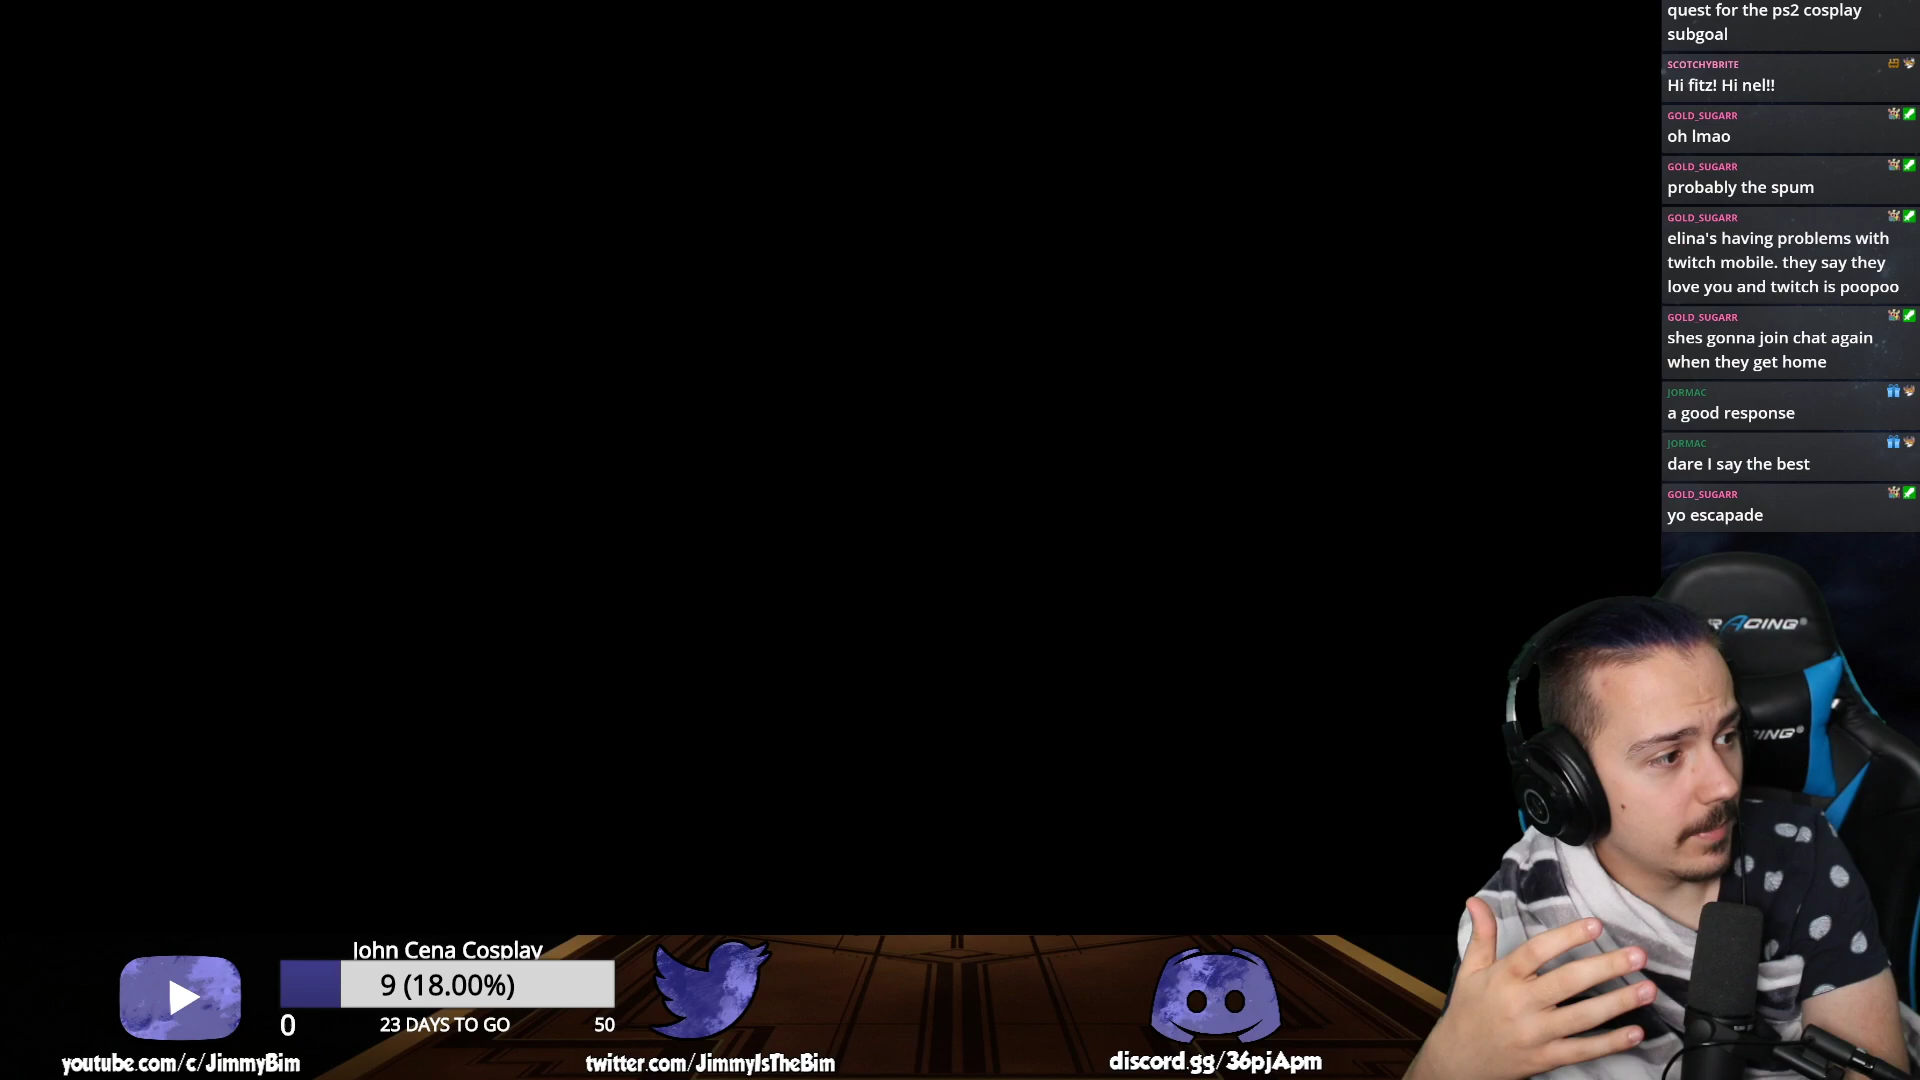 quest for the ps2 cosplay
subgoal
SCOTCHYBRITE
Hi fitz! Hi nel!!
GOLD_SUGARR
oh lmao
GOLD_SUGARR
probably the spum
GOLD_SUGARR
elina's having problems with
twitch mobile. they say they
love you and twitch is poopoo
GOLD_SUGARR
shes gonna join chat again
when they get home
JORMAC
a good response
JORMAC
dare I say the best
GOLD_SUGARR
yo escapade
RACING®
ING®
John Cena Cosplay
9 (18.00%)
0
23 DAYS TO GO
50
youtube.com/c/JimmyBim
twitter.com/JimmyIsTheBim
discord.gg/36pjApm